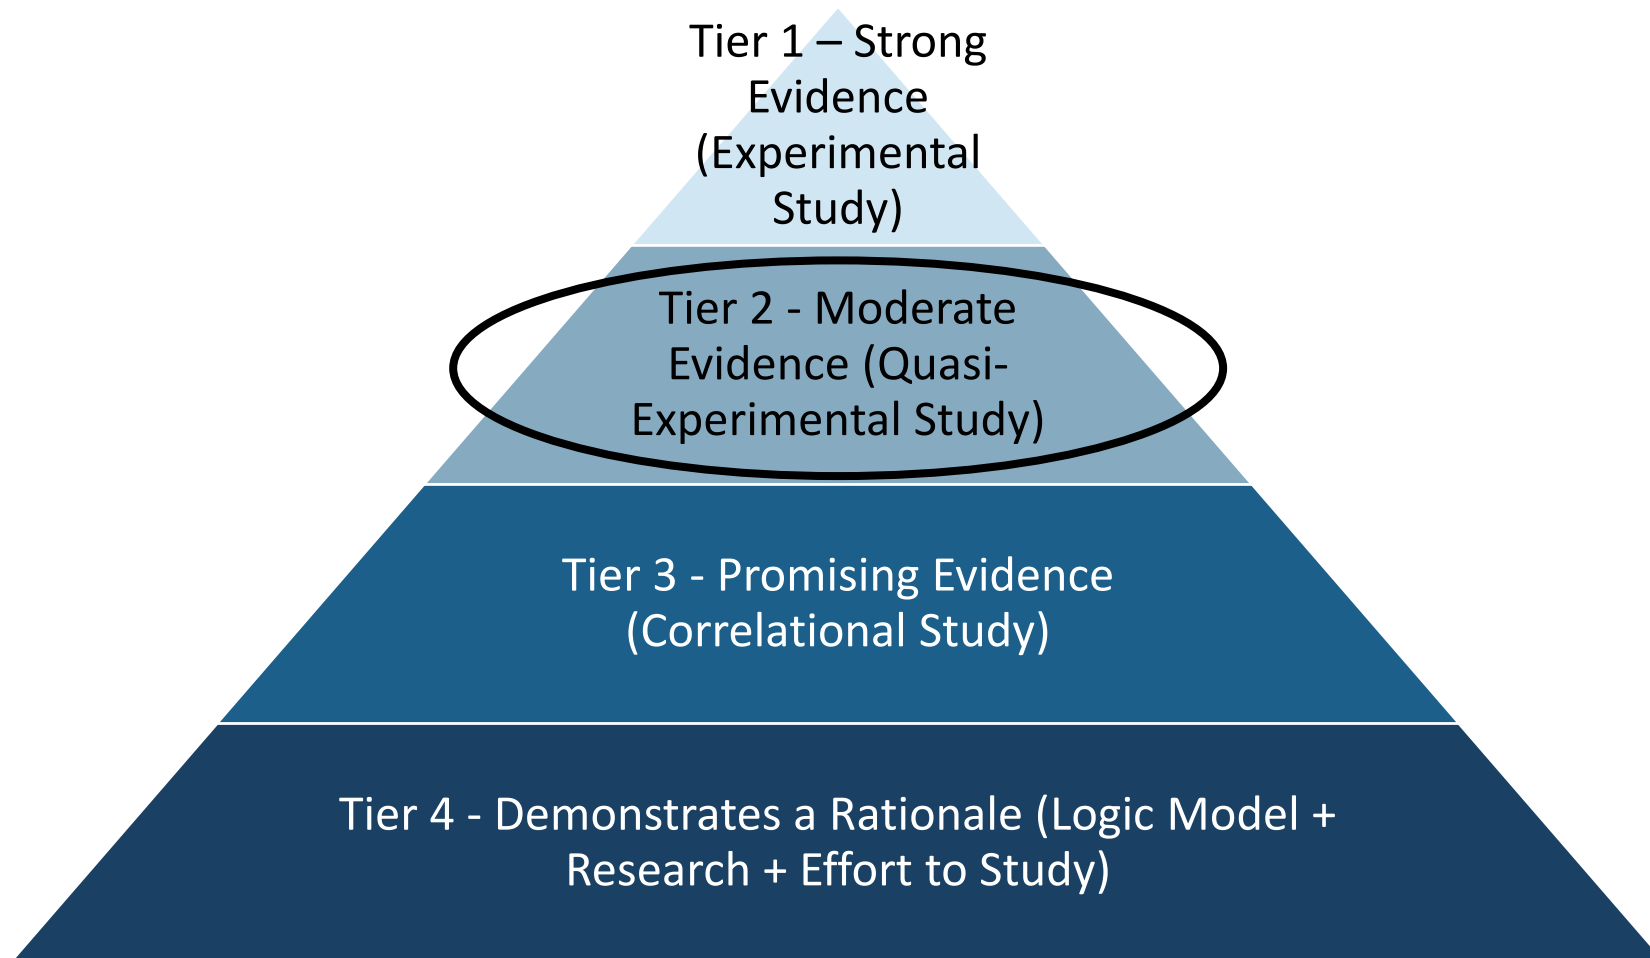 Tier 1 – Strong
Evidence
(Experimental
Study)
Tier 2 - Moderate
Evidence (Quasi-
Experimental Study)
Tier 3 - Promising Evidence
(Correlational Study)
Tier 4 - Demonstrates a Rationale (Logic Model +
Research + Effort to Study)